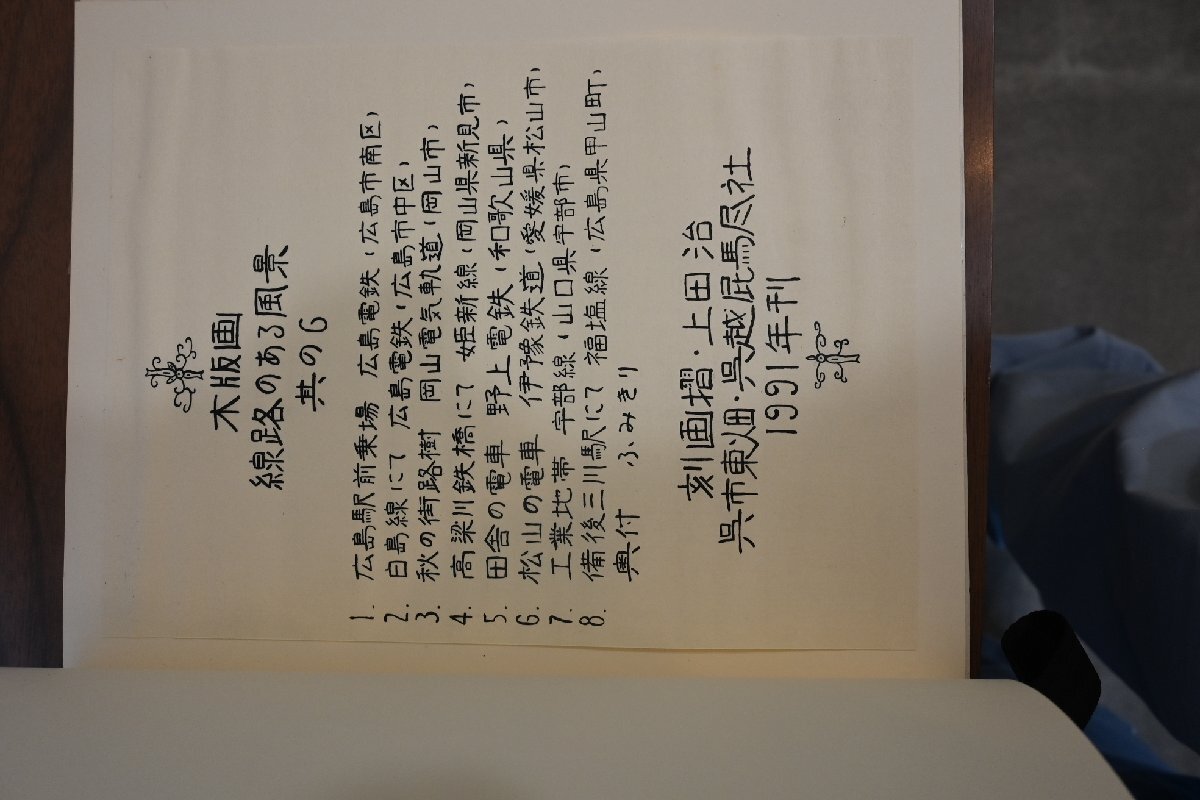 木版画
線路のある風景
其の6
1. 広島駅前乗場 広島電鉄(広島市南区)
2. 白島線にて 広島電鉄(広島市中区)
3. 秋の街路樹 岡山電気軌道(岡山市)
4. 高梁川鉄橋にて 姫新線(岡山県新見市)
5. 田舎の電車 野上電鉄(和歌山県)
6. 松山の電車 伊予豫鉄道(愛媛県松山市)
7. 工業地帯 宇部線(山口県宇部市)
8. 備後三川駅にて 福塩線(広島県甲山町)
奥付 ふみきり
刻画摺・上田 治
呉市東畑・呉越屁馬尽社
1991年刊